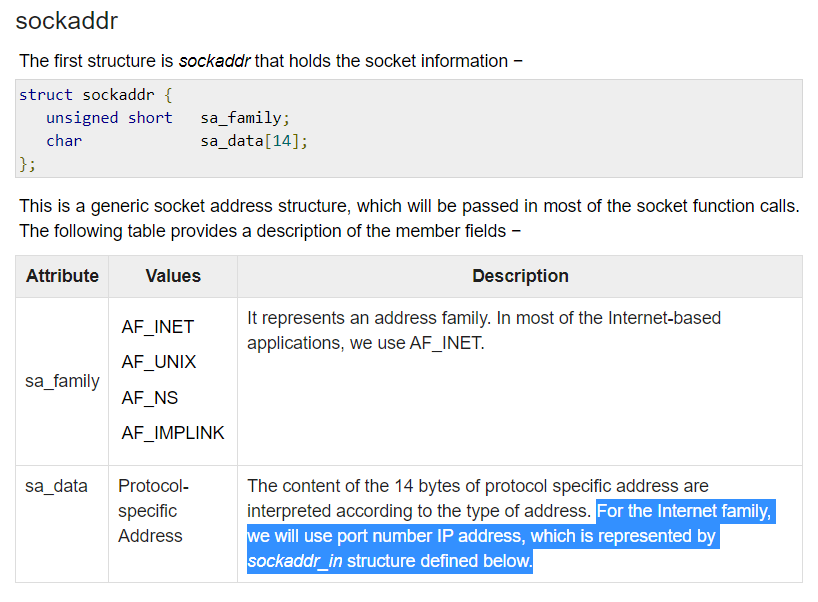 sockaddr
The first structure is sockaddr that holds the socket information −
struct sockaddr {
   unsigned short   sa_family;
   char             sa_data[14];
};
This is a generic socket address structure, which will be passed in most of the socket function calls.
The following table provides a description of the member fields −
Attribute Values Description
sa_family
AF_INET
AF_UNIX
AF_NS
AF_IMPLINK
It represents an address family. In most of the Internet-based
applications, we use AF_INET.
sa_data
Protocol-
specific
Address
The content of the 14 bytes of protocol specific address are
interpreted according to the type of address. For the Internet family,
we will use port number IP address, which is represented by
sockaddr_in structure defined below.